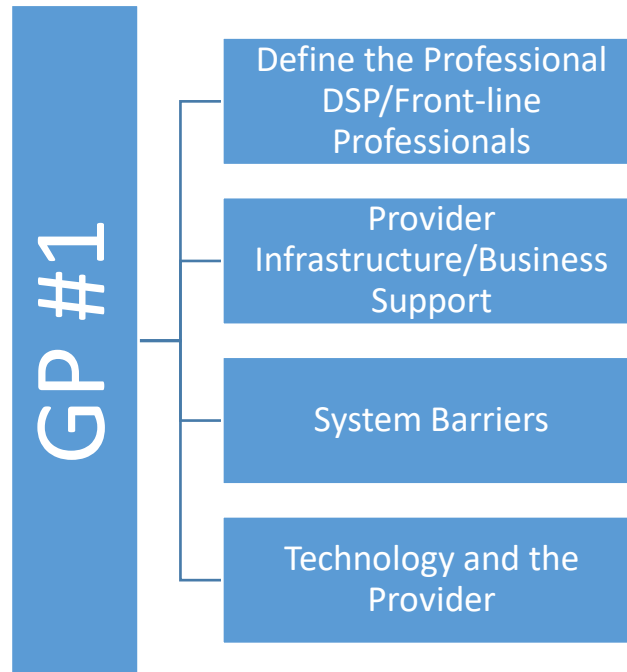 GP #1
Define the Professional
DSP/Front-line
Professionals
Provider
Infrastructure/Business
Support
System Barriers
Technology and the
Provider